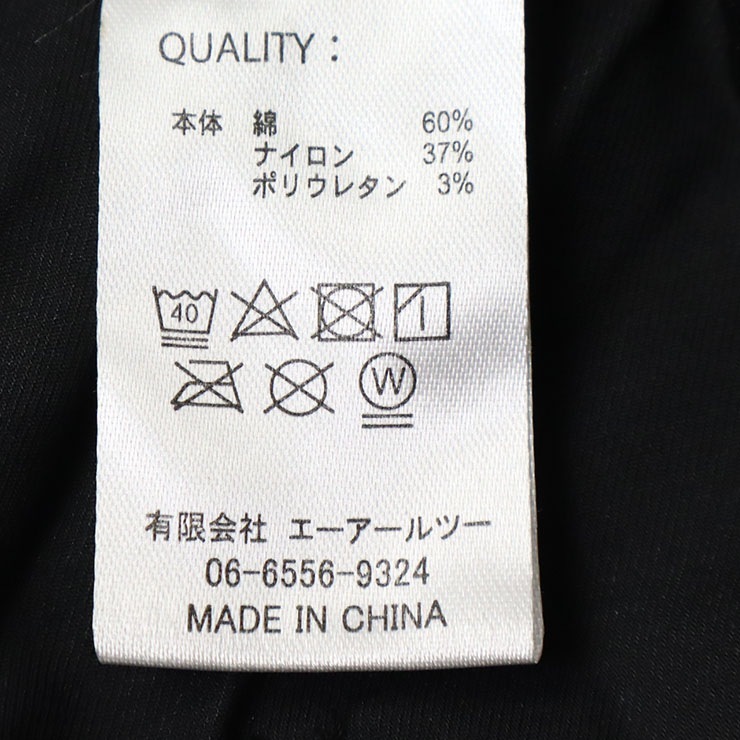 QUALITY：
本体 綿 60%
ナイロン 37%
ポリウレタン 3%
40
W
有限会社 エーアールツー
06-6556-9324
MADE IN CHINA